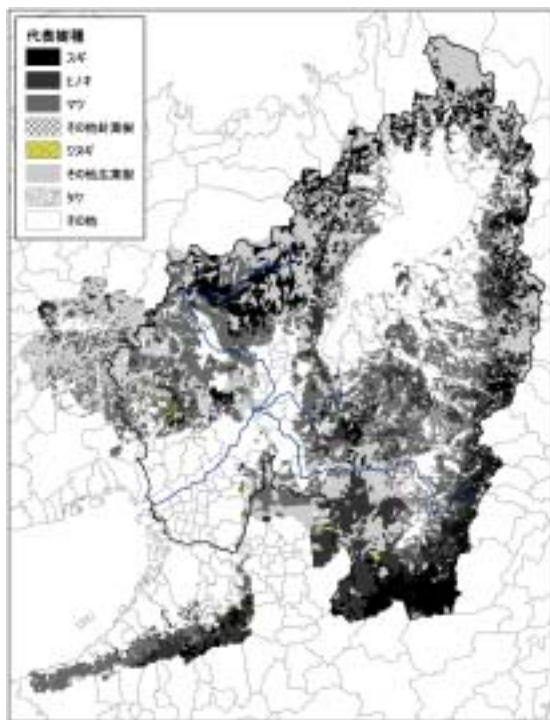 代表樹種
スギ
ヒノキ
マツ
その他針葉樹
クヌギ
その他広葉樹
タケ
その他